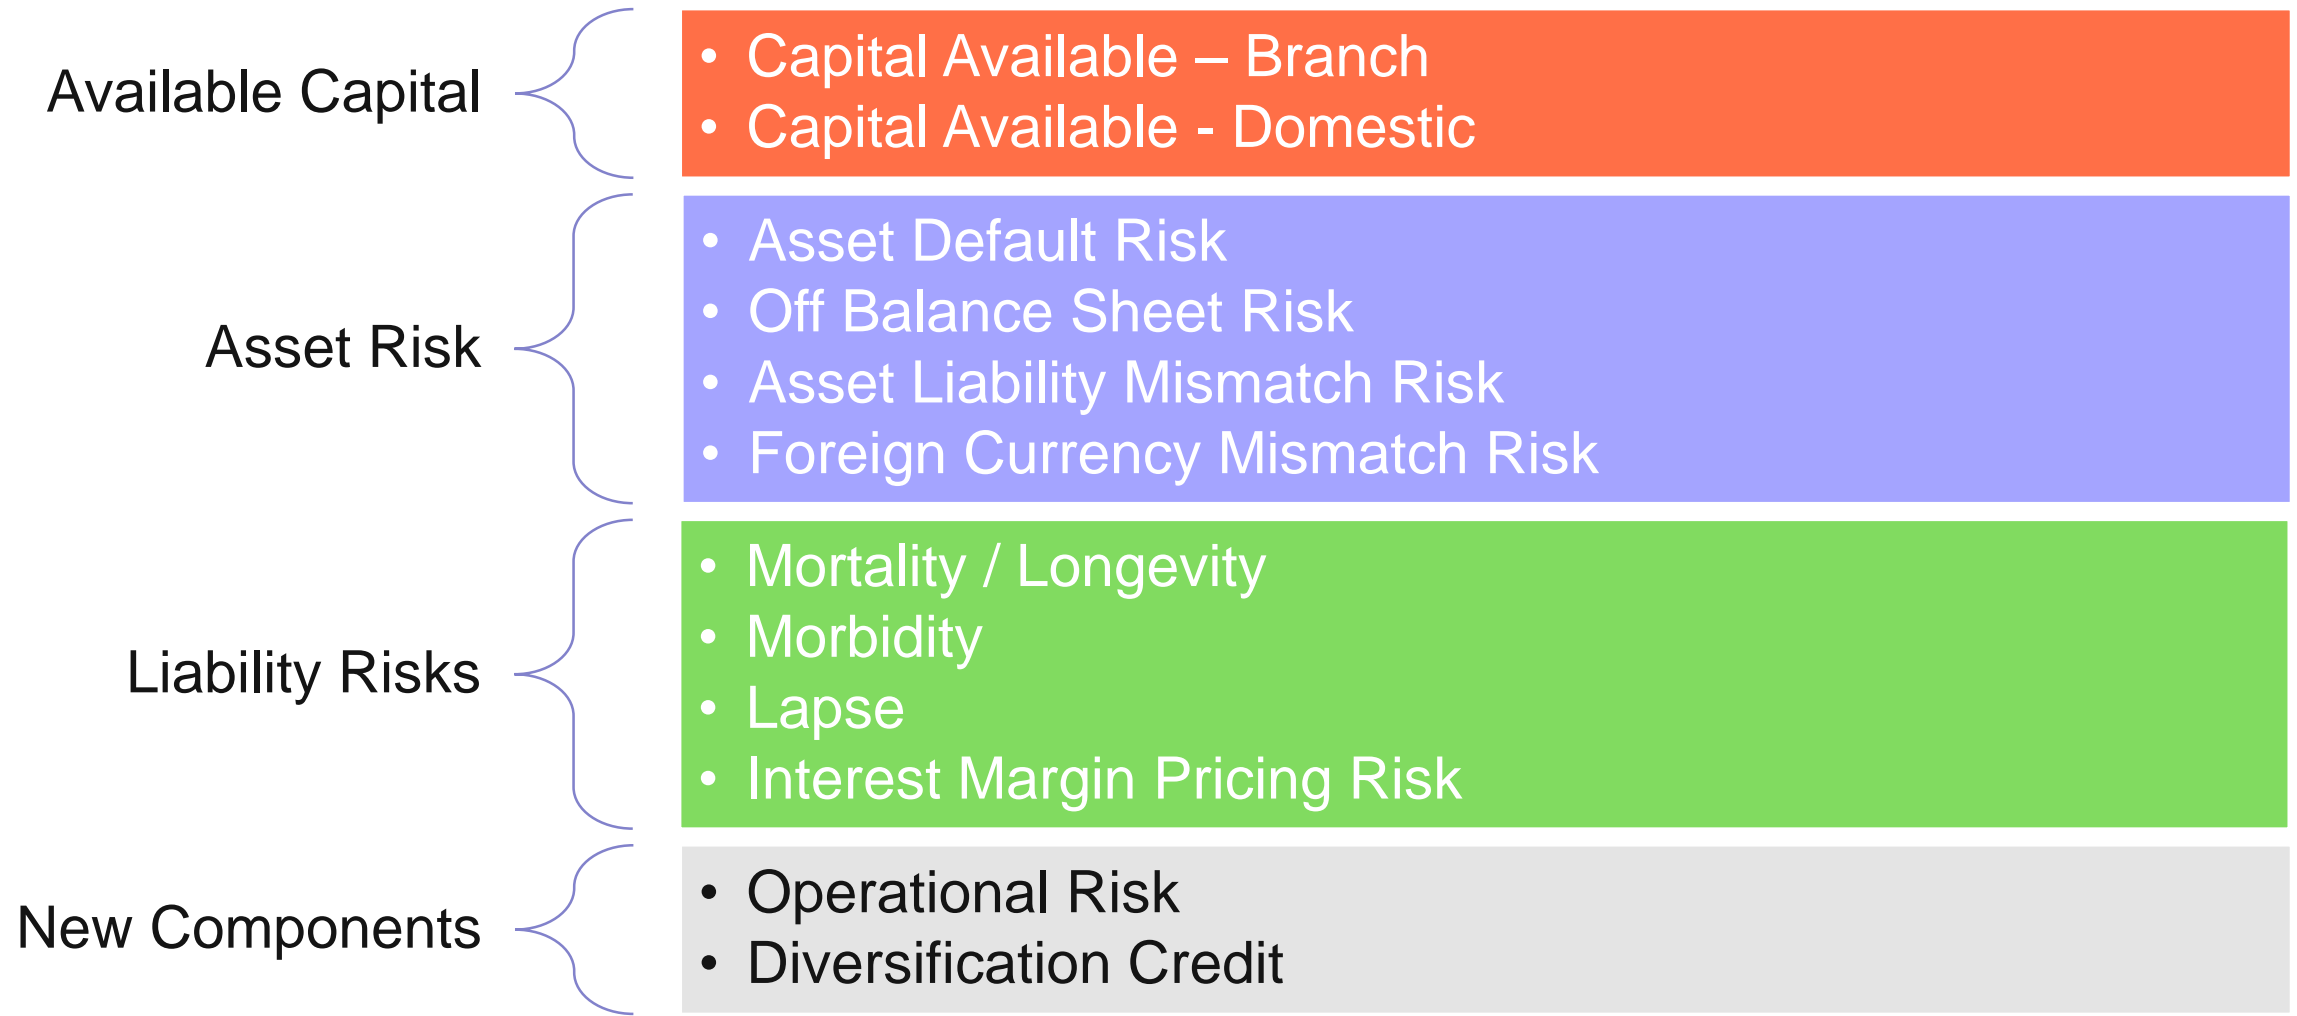 Available Capital
• Capital Available – Branch
• Capital Available - Domestic
Asset Risk
• Asset Default Risk
• Off Balance Sheet Risk
• Asset Liability Mismatch Risk
• Foreign Currency Mismatch Risk
Liability Risks
• Mortality / Longevity
• Morbidity
• Lapse
• Interest Margin Pricing Risk
New Components
• Operational Risk
• Diversification Credit